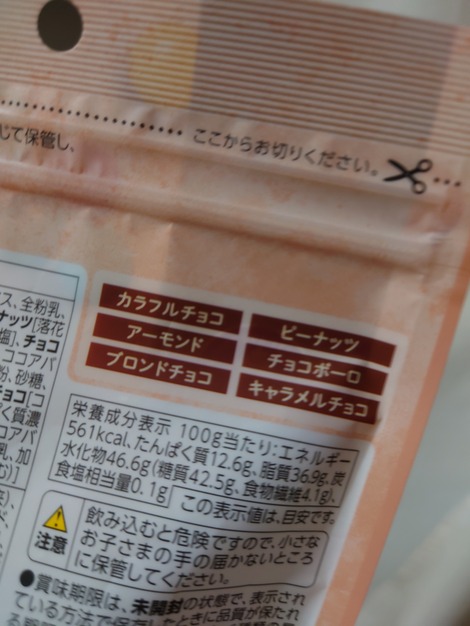 じて保管し、
ここからお切りください。
ス、全粉乳、
ナッツ[落花
塩]、チョコ
ココアバ
粉、砂糖、
チョコ[コ
く質濃
コアバ
乳、加
む)]
カラフルチョコ
ピーナッツ
アーモンド
チョコボーロ
ブロンドチョコ
キャラメルチョコ
栄養成分表示 100g当たり:エネルギー
561kcal、たんぱく質12.6g、脂質36.9g、炭
水化物46.6g(糖質42.5g、食物繊維4.1g)、
食塩相当量0.1g
この表示値は、目安です。
注意
飲み込むと危険ですので、小さな
お子さまの手の届かないところ
に保管してください。
●賞味期限は、未開封の状態で、表示され
ている方法で保存したときに品質が保たれ